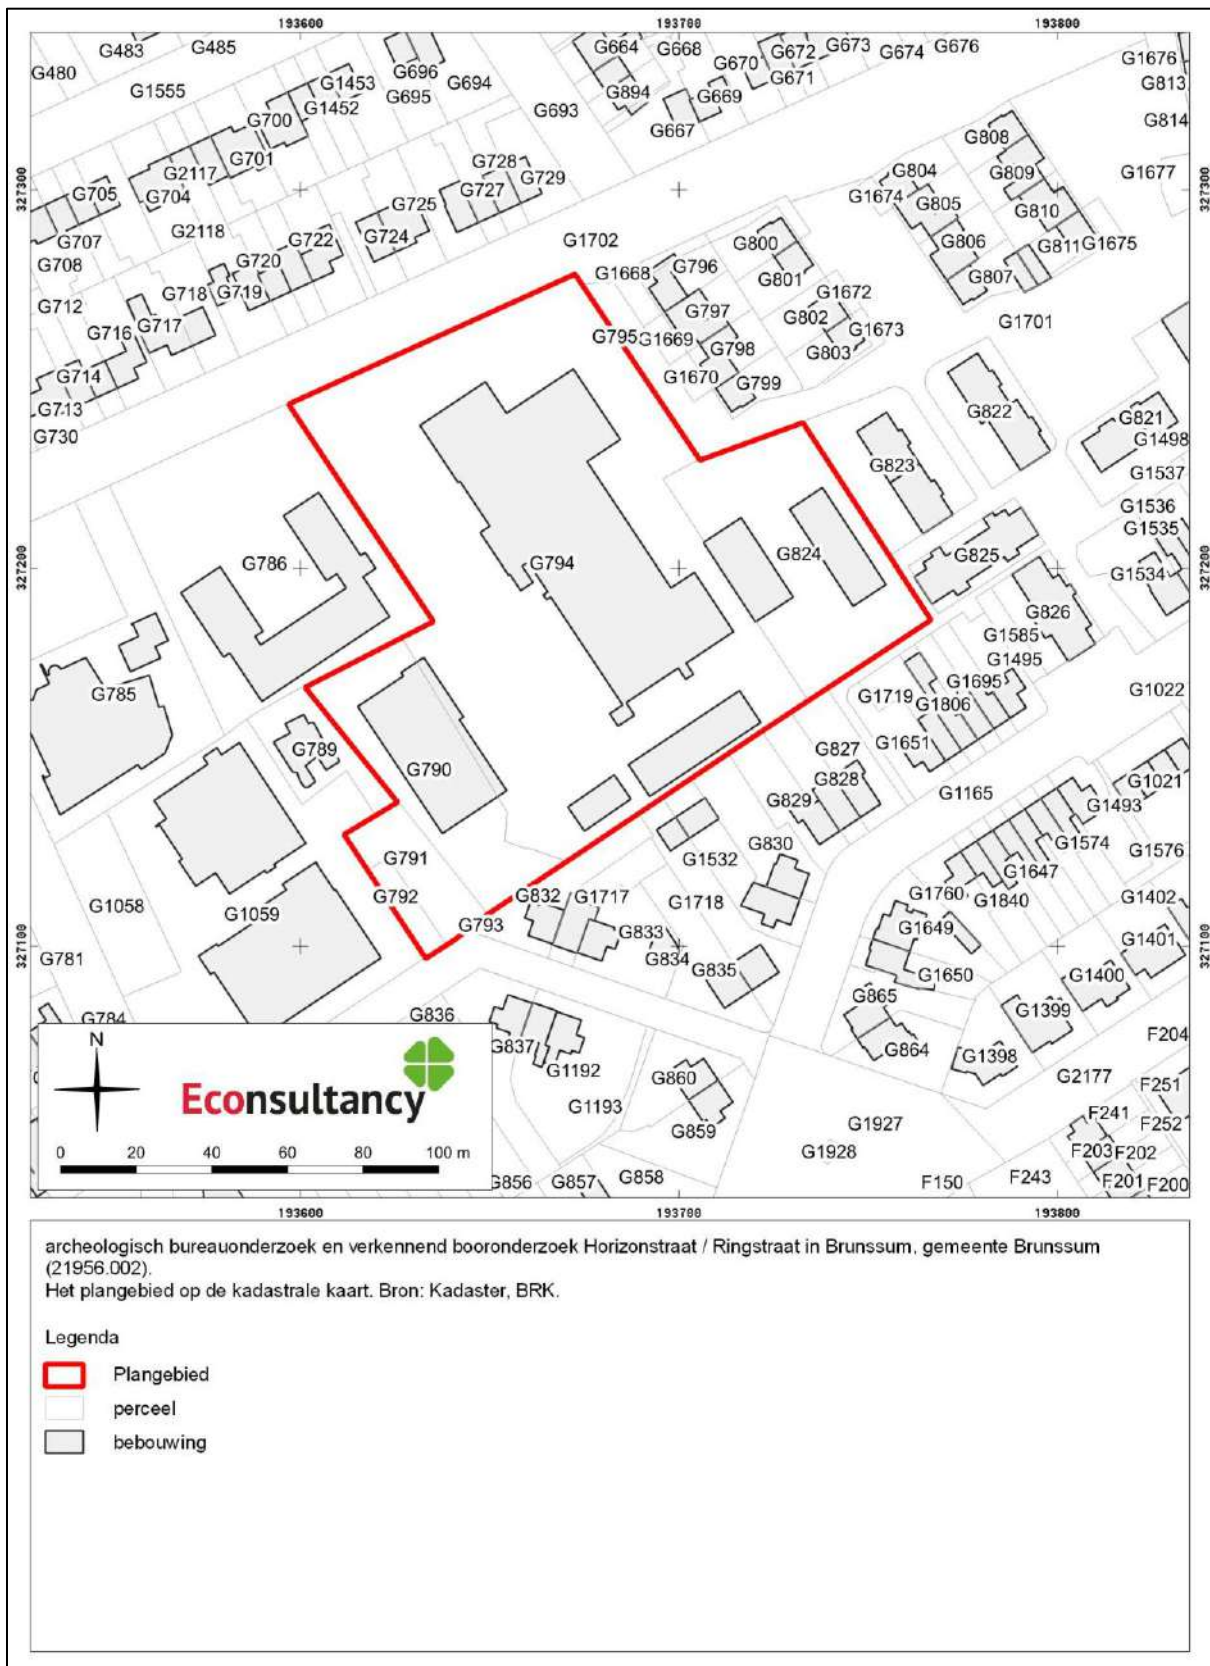 193600 193700 193800
G483 G485 G664 G668 G672 G673 G674 G676 G1676
G480 G696 G694 G670 G671 G813
G1555 G1453 G695 G894 G669
G700 G1452 G693 G667 G808 G814
G701 G728 G804 G809 G1677
G705 G2117 G704 G727 G729 G1674 G805 G810
327300 327300
G707 G2118 G725 G724 G722 G1702 G800 G806 G811 G1675
G708 G720 G1668 G796 G801 G807
G712 G718 G719 G797 G1672 G802 G1701
G716 G717 G795 G1669 G798 G1673 G803
G714 G1670 G799
G713 G822 G821
G730 G823 G1498
G1537
G1536
G1535
G786 G794 G824 G825 G1534
327200 327200
G826
G1585
G1495
G785 G1719 G1695 G1022
G1806
G789 G790 G827 G1651
G828 G1165 G1021
G829 G1493
G830 G1574 G1576
G791 G1532 G1647
G792 G832 G1717 G1718 G1760 G1840 G1402
G1058 G1059 G793 G833 G1649 G1401
327100 327100
G781 G834 G835 G1650 G1400
G784 G836 G865 G1399
G837 G864 G1398 F204
G1192 G860 G2177 F251
G1193 G859 G1927 F241 F252
G1928 F203 F202
G856 G857 G858 F150 F243 F201 F200
N
Econsultancy
0 20 40 60 80 100 m
193600 193700 193800
archeologisch bureauonderzoek en verkennend booronderzoek Horizonstraat / Ringstraat in Brunssum, gemeente Brunssum
(21956.002).
Het plangebied op de kadastrale kaart. Bron: Kadaster, BRK.
Legenda
Plangebied
perceel
bebouwing